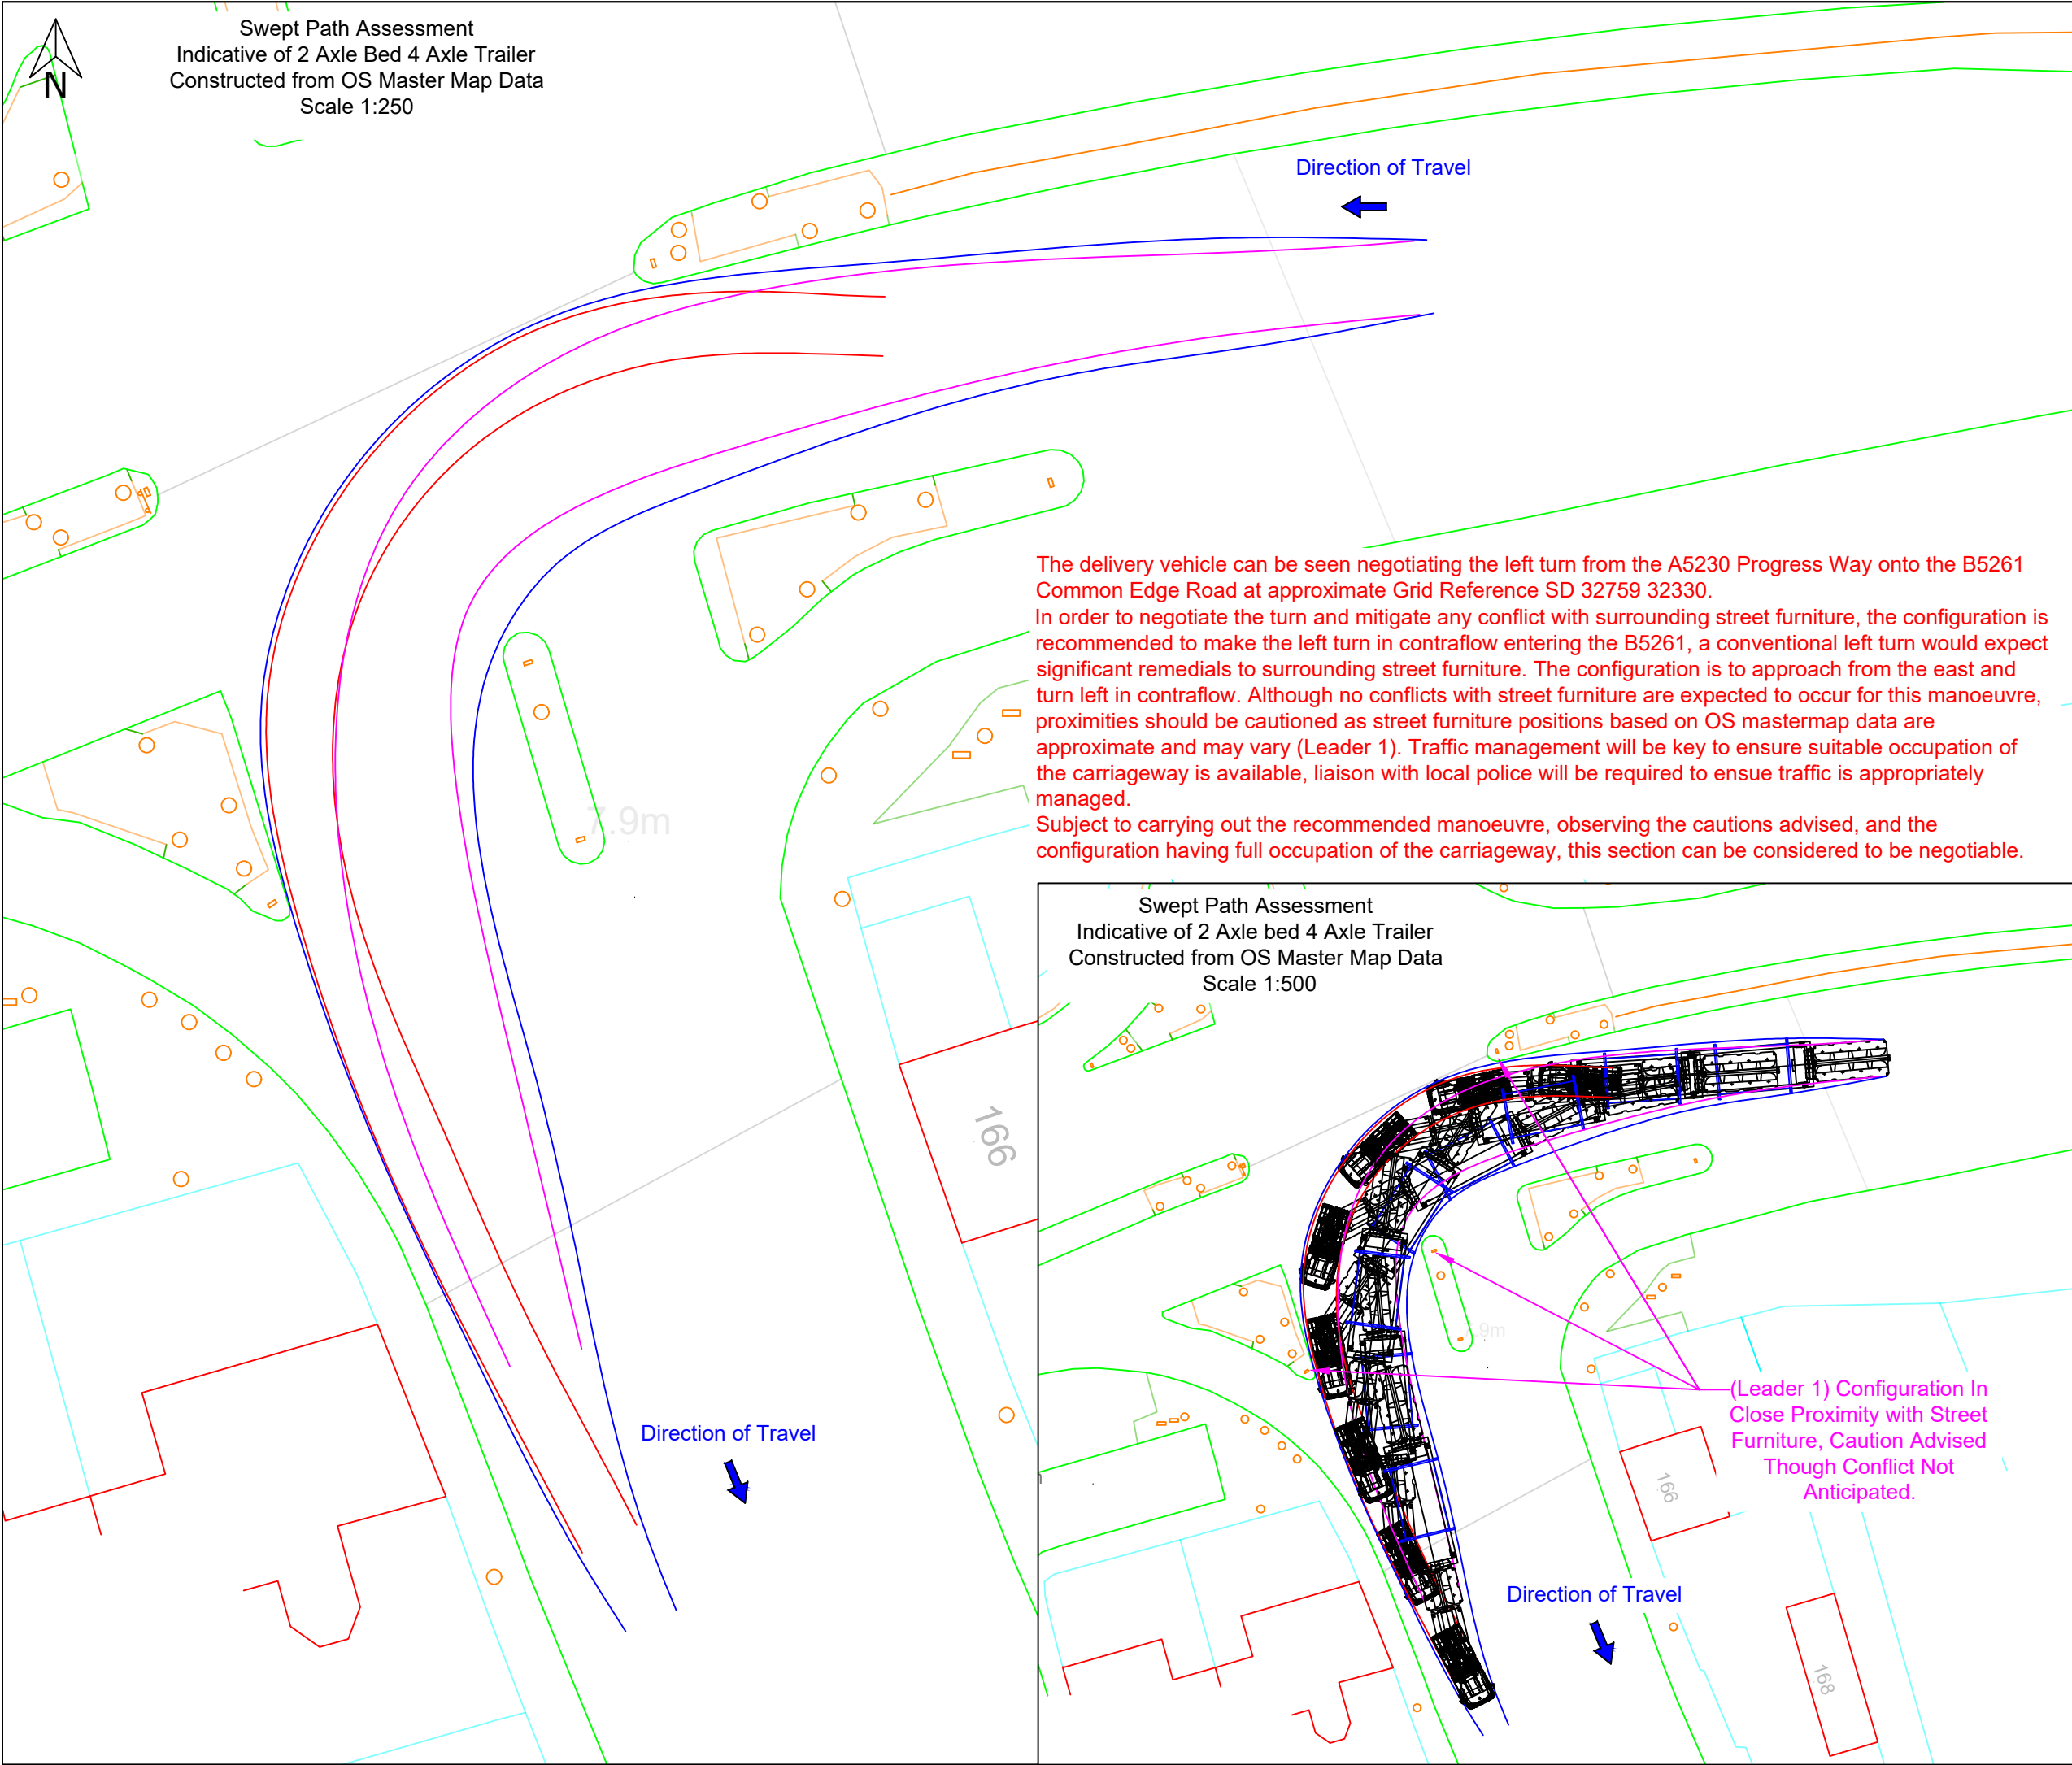 Swept Path Assessment
Indicative of 2 Axle Bed 4 Axle Trailer
Constructed from OS Master Map Data
Scale 1:250
N
Direction of Travel
The delivery vehicle can be seen negotiating the left turn from the A5230 Progress Way onto the B5261
Common Edge Road at approximate Grid Reference SD 32759 32330.
In order to negotiate the turn and mitigate any conflict with surrounding street furniture, the configuration is
recommended to make the left turn in contraflow entering the B5261, a conventional left turn would expect
significant remedials to surrounding street furniture. The configuration is to approach from the east and
turn left in contraflow. Although no conflicts with street furniture are expected to occur for this manoeuvre,
proximities should be cautioned as street furniture positions based on OS mastermap data are
approximate and may vary (Leader 1). Traffic management will be key to ensure suitable occupation of
the carriageway is available, liaison with local police will be required to ensue traffic is appropriately
managed.
Subject to carrying out the recommended manoeuvre, observing the cautions advised, and the
configuration having full occupation of the carriageway, this section can be considered to be negotiable.
7.9m
166
Direction of Travel
Swept Path Assessment
Indicative of 2 Axle bed 4 Axle Trailer
Constructed from OS Master Map Data
Scale 1:500
7.9m
(Leader 1) Configuration In
Close Proximity with Street
Furniture, Caution Advised
Though Conflict Not
Anticipated.
166
Direction of Travel
168